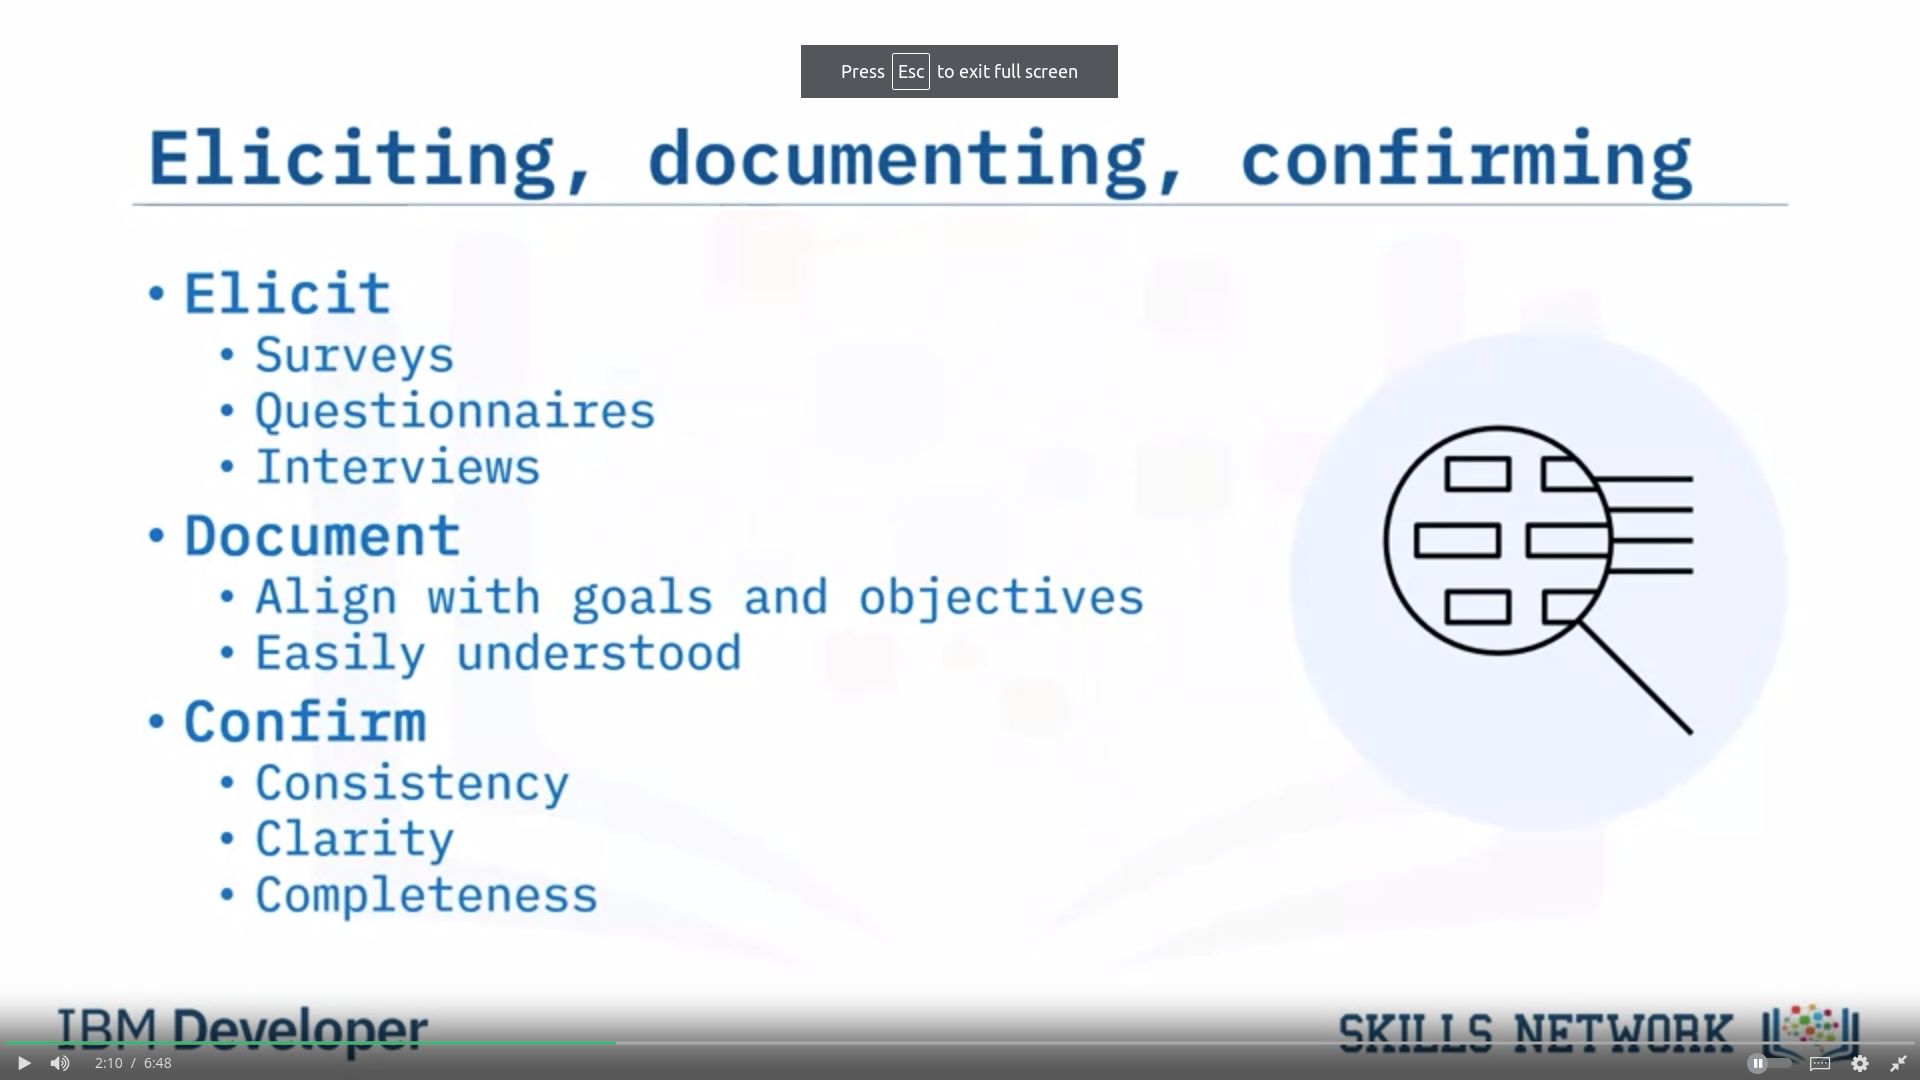 Press Esc to exit full screen
Eliciting, documenting, confirming
• Elicit
• Surveys
• Questionnaires
• Interviews
• Document
• Align with goals and objectives
• Easily understood
• Confirm
• Consistency
• Clarity
• Completeness
IBM Developer
SKILLS NETWORK
2:10 / 6:48